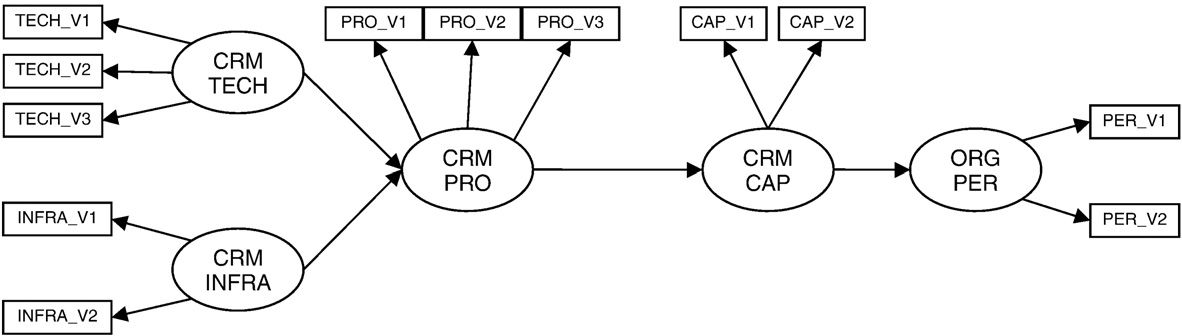 TECH_V1
TECH_V2
TECH_V3
CRM
TECH
PRO_V1
PRO_V2
PRO_V3
CAP_V1
CAP_V2
CRM
PRO
CRM
CAP
ORG
PER
PER_V1
PER_V2
INFRA_V1
INFRA_V2
CRM
INFRA